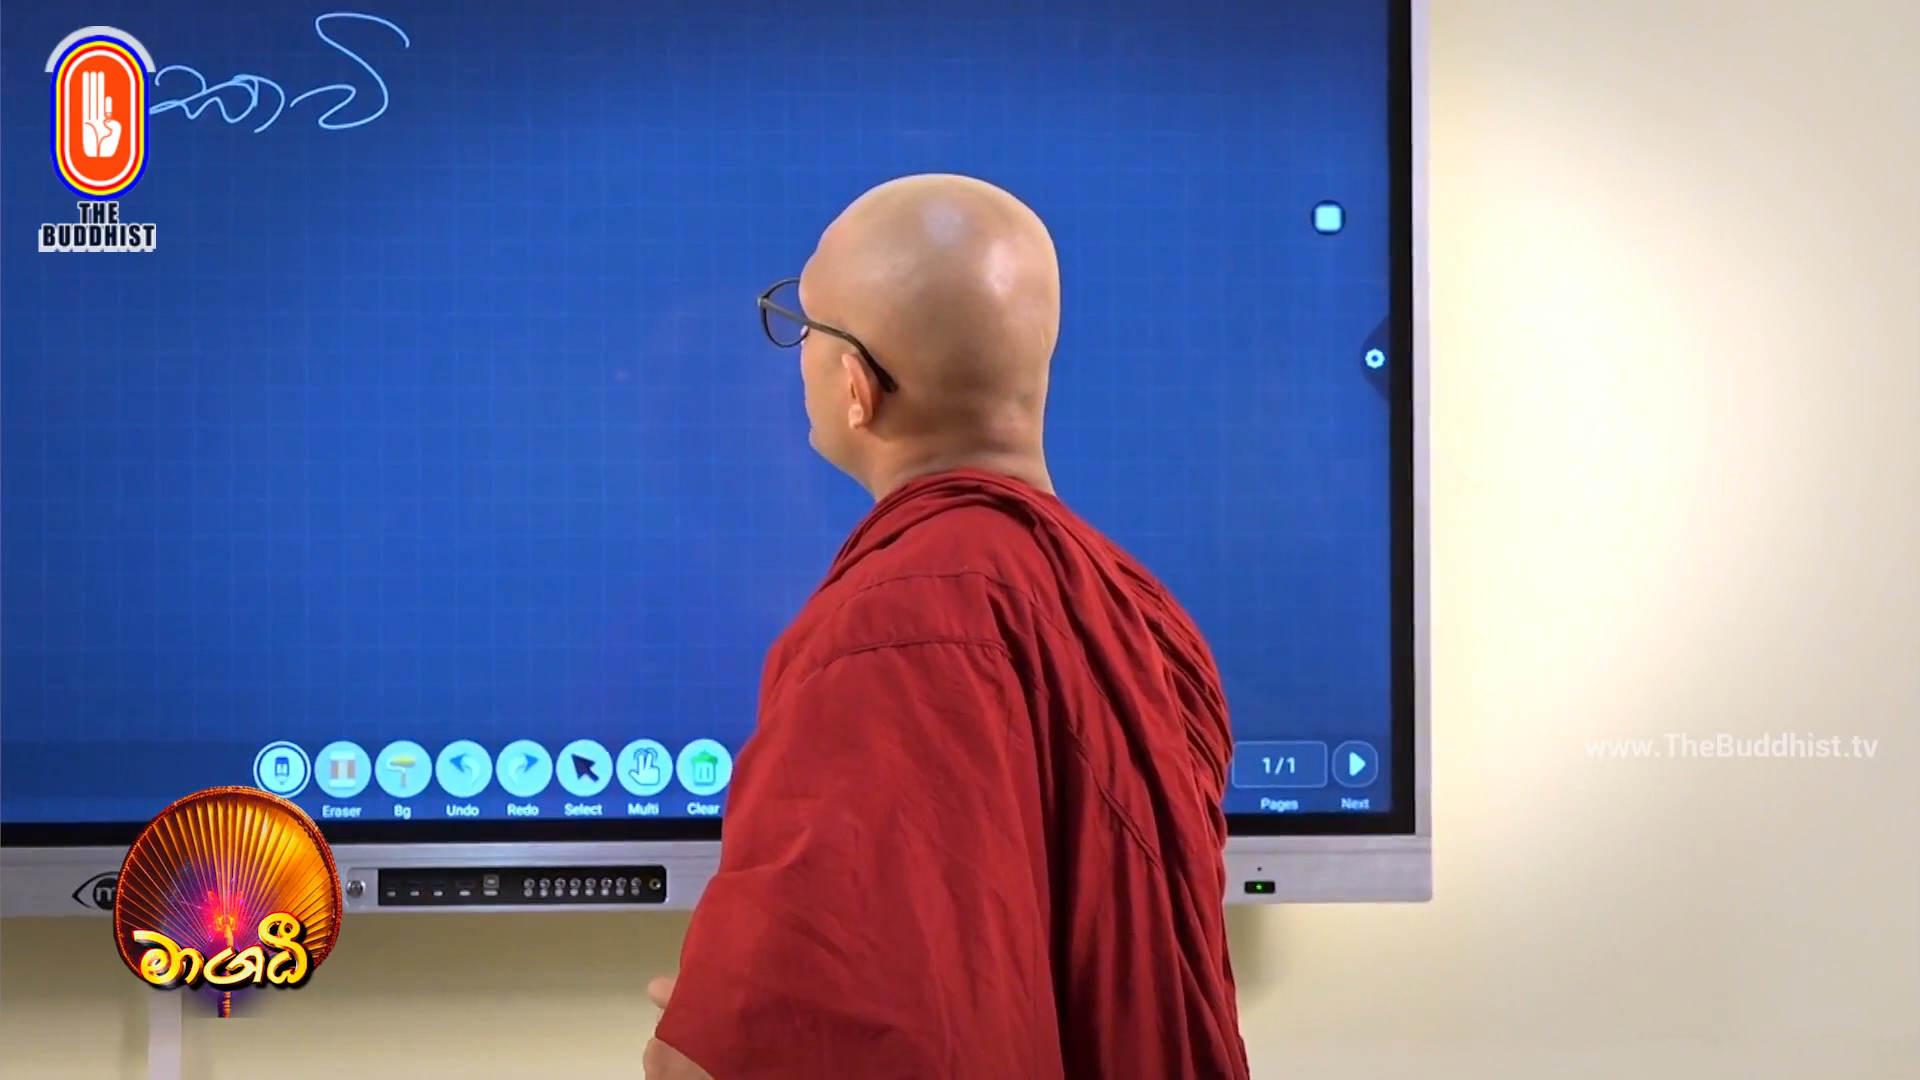 THE
BUDDHIST
1/1
Pages
Next
Eraser
Bg
Undo
Redo
Select
Multi
Clear
www.TheBuddhist.tv
මාගධී